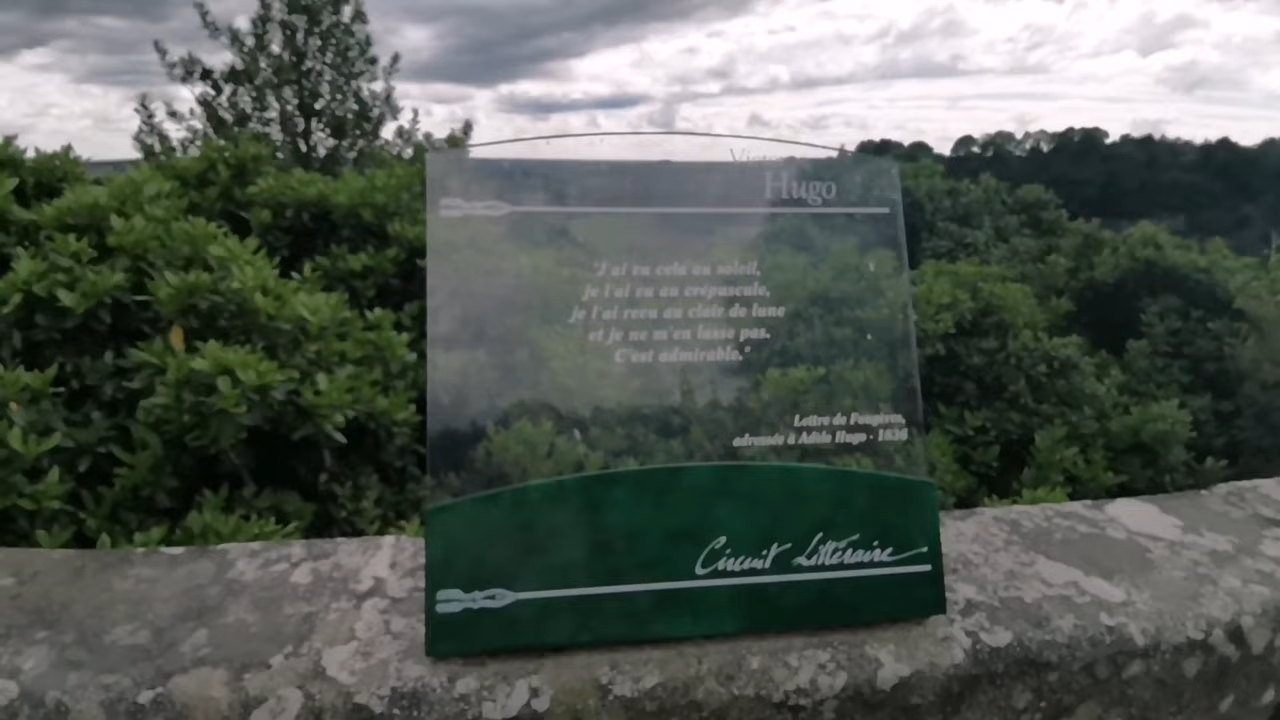 Victor
Hugo
"J'ai vu cela au soleil,
je l'ai vu au crépuscule,
je l'ai revu au clair de lune
et je ne m'en lasse pas.
C'est admirable."
Lettre de Fougères,
adressée à Adèle Hugo - 1836
Circuit Littéraire